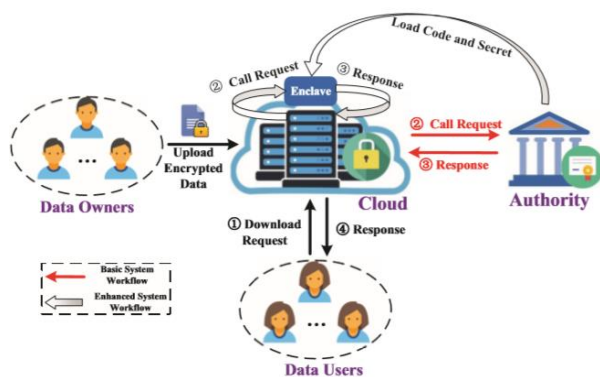 Load Code and Secret
② Call Request
③ Response
Enclave
② Call Request
③ Response
Upload
Encrypted
Data
Data Owners
Cloud
Authority
① Download
Request
④ Response
Basic System
Workflow
Enhanced System
Workflow
...
...
Data Users